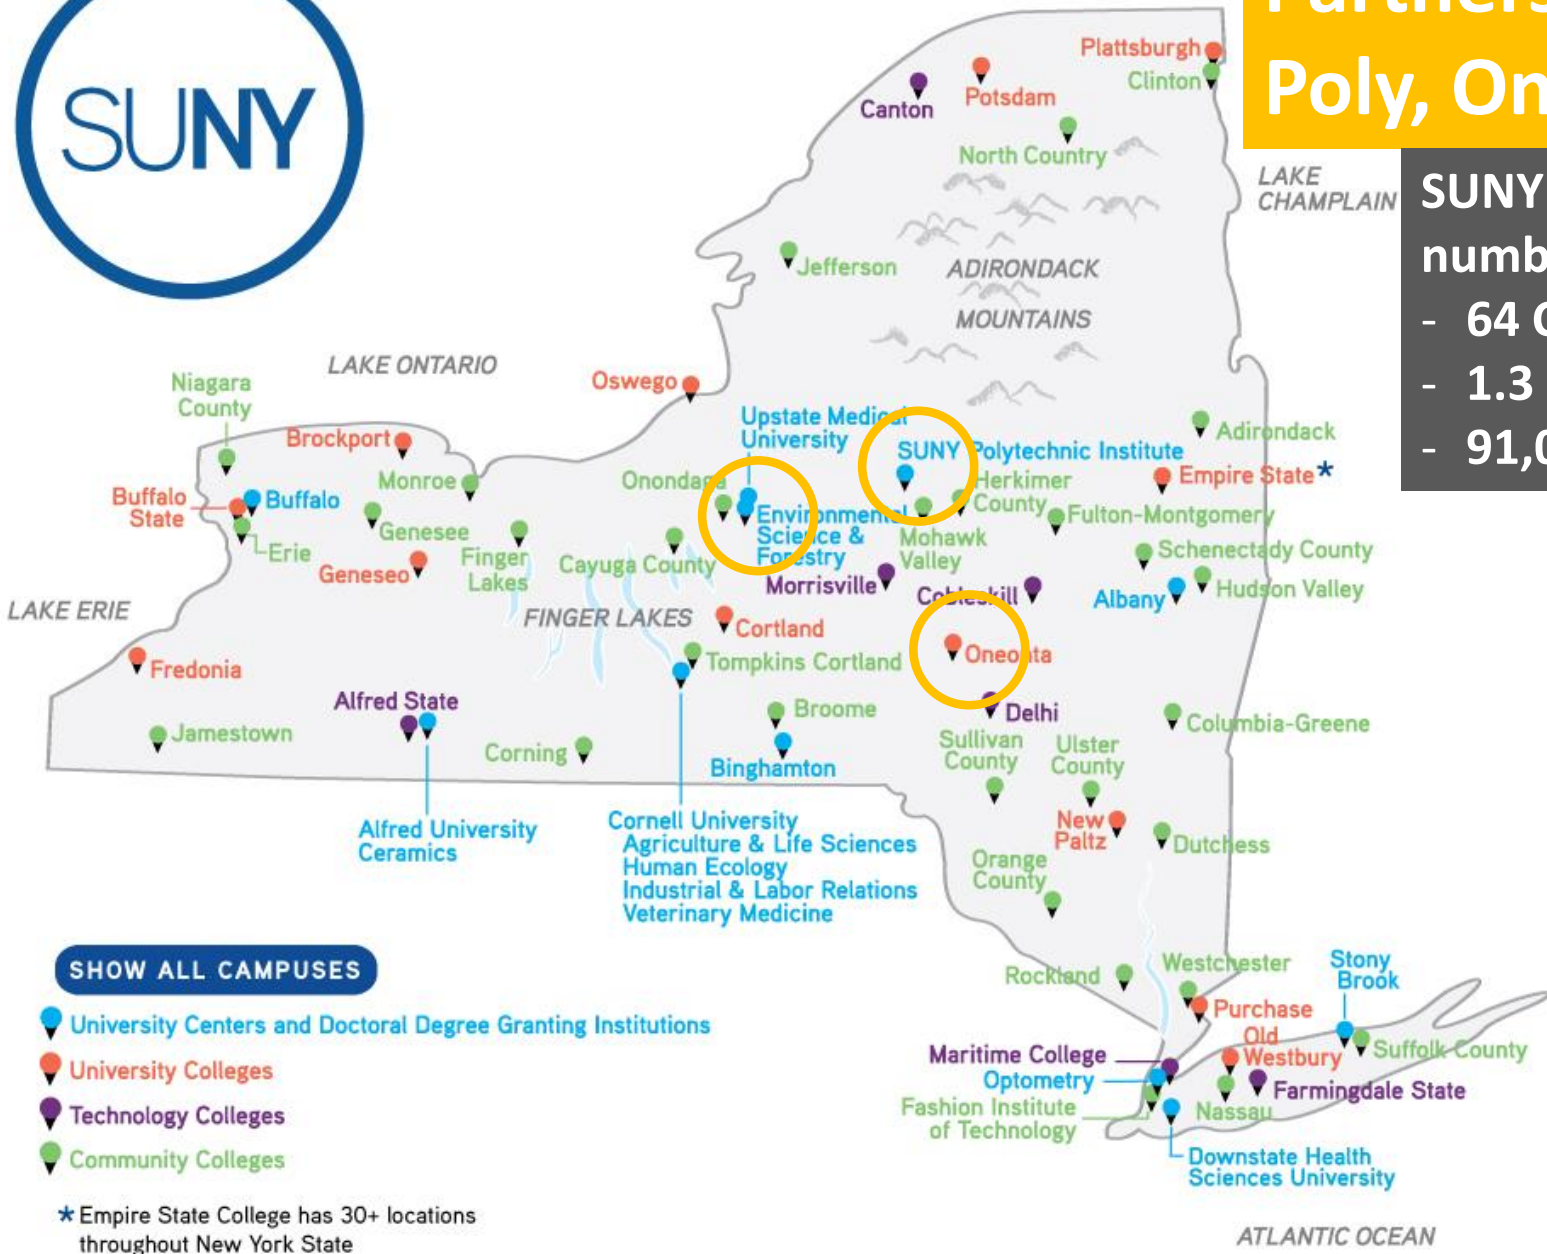 SUNY
Partners
Poly, On
SUNY
numb
- 64 C
- 1.3
- 91,0
Plattsburgh
Clinton
Canton
Potsdam
North Country
LAKE
CHAMPLAIN
Jefferson
ADIRONDACK
MOUNTAINS
LAKE ONTARIO
Oswego
Niagara
County
Brockport
Upstate Medical
University
SUNY Polytechnic Institute
Adirondack
Monroe
Onondaga
Herkimer
County
Empire State*
Buffalo
State
Buffalo
Genesee
Environmental
Science &
Forestry
Mohawk
Valley
Fulton-Montgomery
Erie
Geneseo
Finger
Lakes
Cayuga County
Schenectady County
Morrisville
Cobleskill
Albany
Hudson Valley
LAKE ERIE
FINGER LAKES
Cortland
Oneonta
Fredonia
Tompkins Cortland
Alfred State
Broome
Delhi
Columbia-Greene
Jamestown
Corning
Binghamton
Sullivan
County
Ulster
County
Alfred University
Ceramics
Cornell University
Agriculture & Life Sciences
Human Ecology
Industrial & Labor Relations
Veterinary Medicine
New
Paltz
Dutchess
Orange
County
Rockland
Westchester
Stony
Brook
Purchase
Old
Westbury
Suffolk County
Maritime College
Optometry
Farmingdale State
Fashion Institute
of Technology
Nassau
Downstate Health
Sciences University
ATLANTIC OCEAN
SHOW ALL CAMPUSES
University Centers and Doctoral Degree Granting Institutions
University Colleges
Technology Colleges
Community Colleges
* Empire State College has 30+ locations
throughout New York State